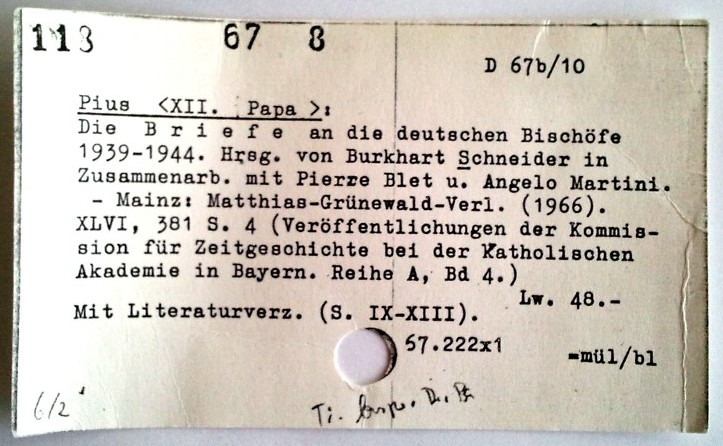 113 67 8
D 67b/10
Pius <XII. Papa >:
Die B r i e f e an die deutschen Bischöfe
1939-1944. Hrsg. von Burkhart Schneider in
Zusammenarb. mit Pierre Blet u. Angelo Martini.
- Mainz: Matthias-Grünewald-Verl. (1966).
XLVI, 381 S. 4 (Veröffentlichungen der Kommis-
sion für Zeitgeschichte bei der Katholischen
Akademie in Bayern. Reihe A, Bd 4.)
Lw. 48.-
Mit Literaturverz. (S. IX-XIII).
57.222x1
=mül/bl
6/2
Ti.